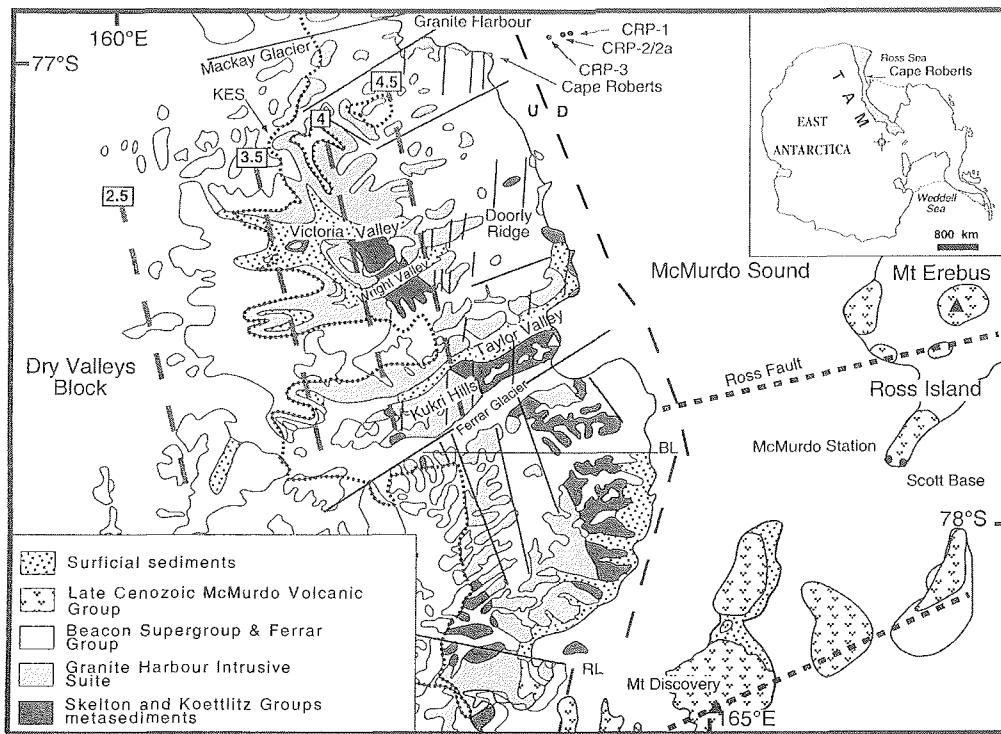 160°E
77°S
Granite Harbour
Mackay Glacier
CRP-1
CRP-2/2a
CRP-3
Cape Roberts
KES
4.5
4
3.5
2.5
U D
Ross Sea
Cape Roberts
T A M
EAST
ANTARCTICA
Weddell
Sea
800 km
Victoria Valley
Wright Valley
Doorly
Ridge
McMurdo Sound
Mt Erebus
Taylor Valley
Dry Valleys
Block
Kukri Hills
Ferrar Glacier
Ross Fault
Ross Island
McMurdo Station
Scott Base
BL
78°S
RL
Mt Discovery
165°E
Surficial sediments
Late Cenozoic McMurdo Volcanic
Group
Beacon Supergroup & Ferrar
Group
Granite Harbour Intrusive
Suite
Skelton and Koettlitz Groups
metasediments